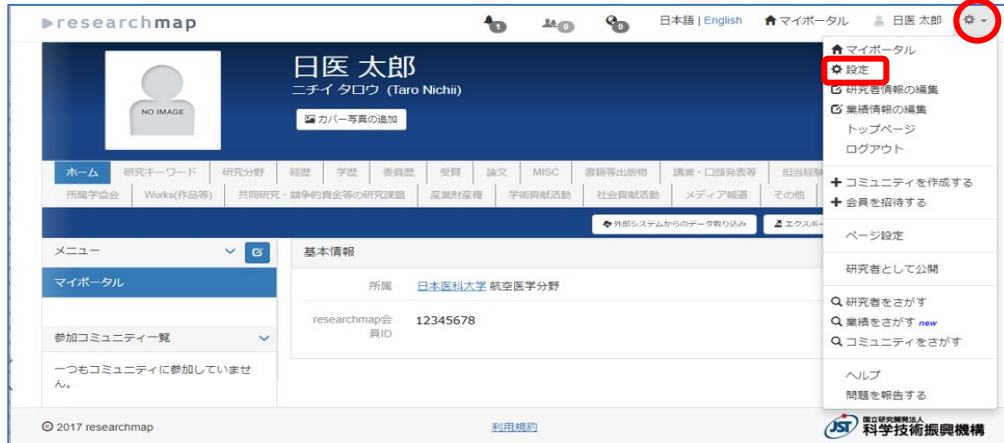 researchmap
1
0
0
日本語 | English
マイポータル
日医 太郎
NO IMAGE
日医 太郎
ニチイ タロウ (Taro Nichii)
カバー写真の追加
マイポータル
設定
研究者情報の編集
業績情報の編集
トップページ
ログアウト
コミュニティを作成する
会員を招待する
ページ設定
研究者として公開
研究者をさがす
業績をさがす new
コミュニティをさがす
ヘルプ
問題を報告する
ホーム 研究キーワード 研究分野 経歴 学歴 委員歴 受賞 論文 MISC 書籍等出版物 講演・口頭発表等 担当経験
所属学協会 Works(作品等) 共同研究・競争的資金等の研究課題 産業財産権 学術貢献活動 社会貢献活動 メディア報道 その他
外部システムからのデータ取り込み
エクスポー
メニュー
マイポータル
参加コミュニティ一覧
一つもコミュニティに参加していませ
ん。
基本情報
所属 日本医科大学 航空医学分野
researchmap会
員ID
12345678
© 2017 researchmap
利用規約
JST
国立研究開発法人
科学技術振興機構